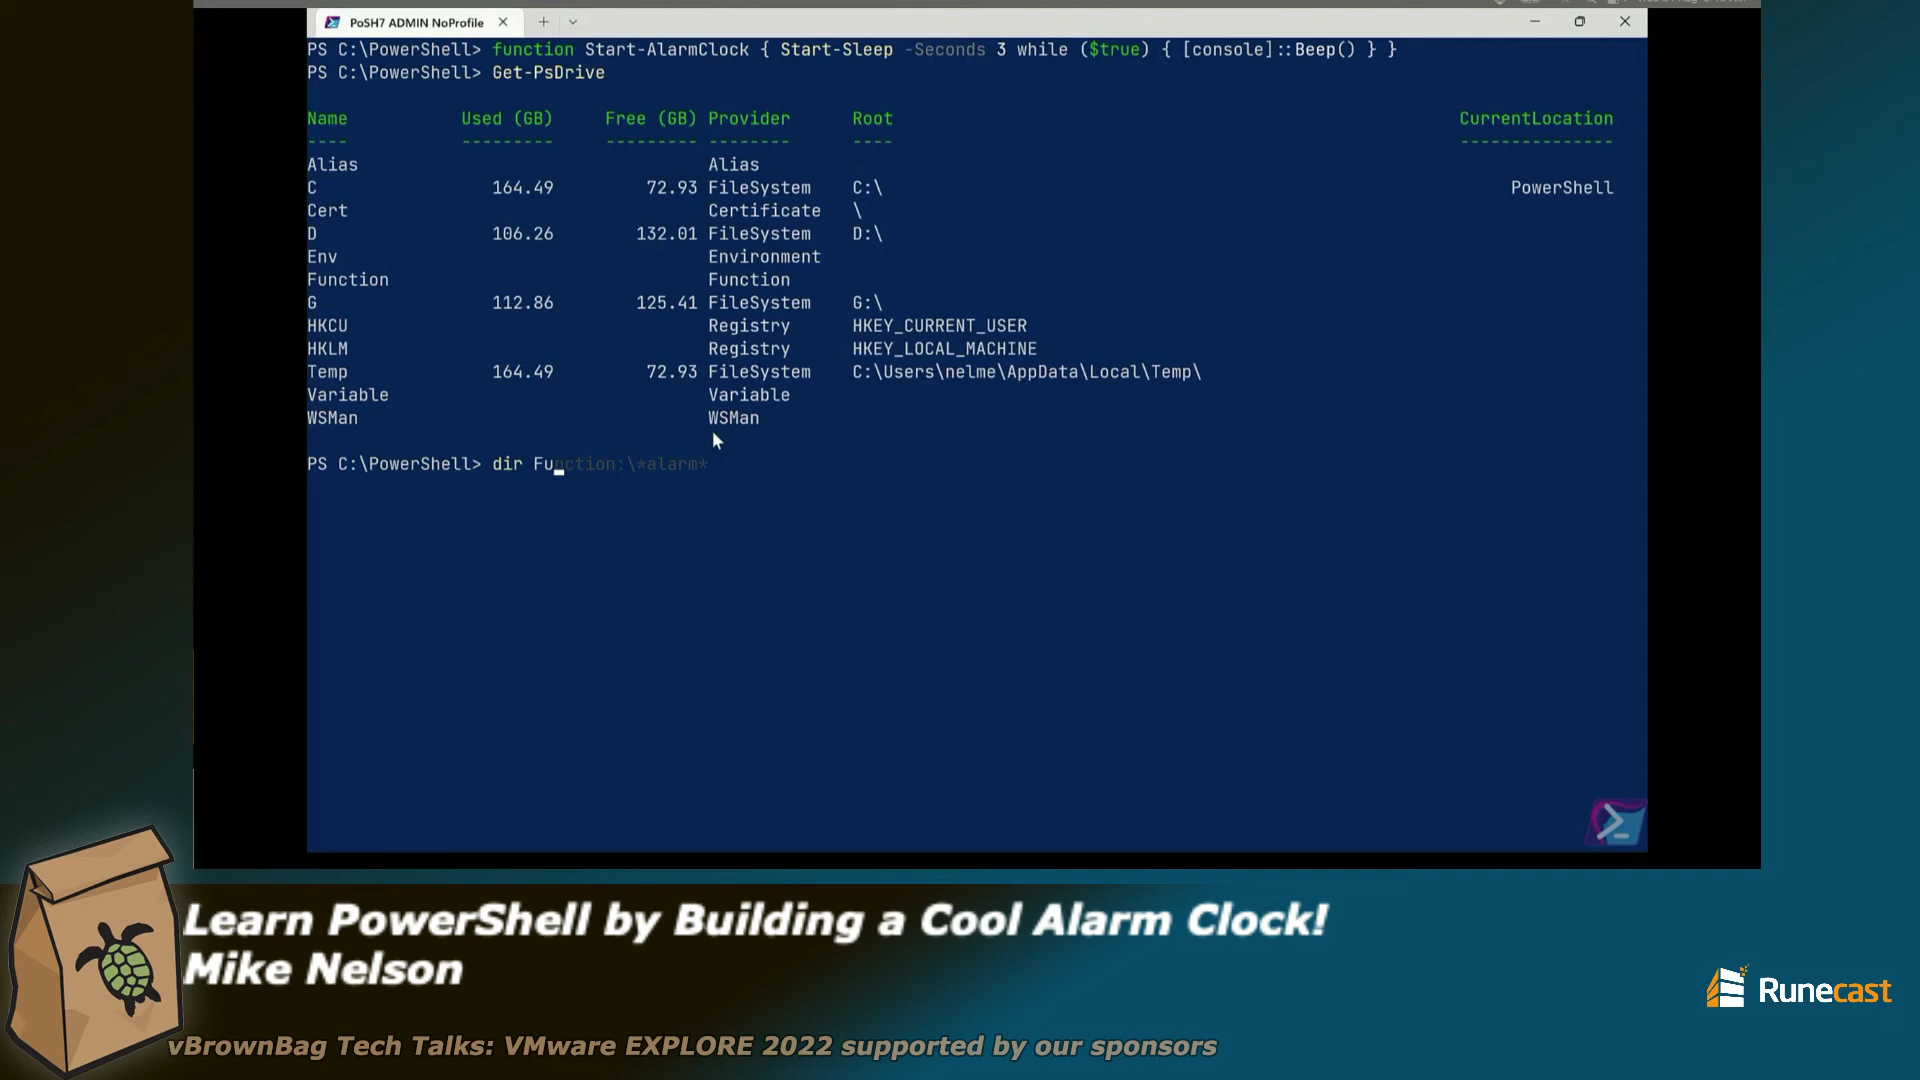 PoSH7 ADMIN NoProfile
PS C:\PowerShell> function Start-AlarmClock { Start-Sleep -Seconds 3 while ($true) { [console]::Beep() } }
PS C:\PowerShell> Get-PsDrive
Name Used (GB) Free (GB) Provider Root CurrentLocation
---- --------- --------- -------- ---- ---------------
Alias Alias
C 164.49 72.93 FileSystem C:\ PowerShell
Cert Certificate \
D 106.26 132.01 FileSystem D:\
Env Environment
Function Function
G 112.86 125.41 FileSystem G:\
HKCU Registry HKEY_CURRENT_USER
HKLM Registry HKEY_LOCAL_MACHINE
Temp 164.49 72.93 FileSystem C:\Users\nelme\AppData\Local\Temp\
Variable Variable
WSMan WSMan
PS C:\PowerShell> dir Function:\*alarm*
Learn PowerShell by Building a Cool Alarm Clock!
Mike Nelson
Runecast
vBrownBag Tech Talks: VMware EXPLORE 2022 supported by our sponsors